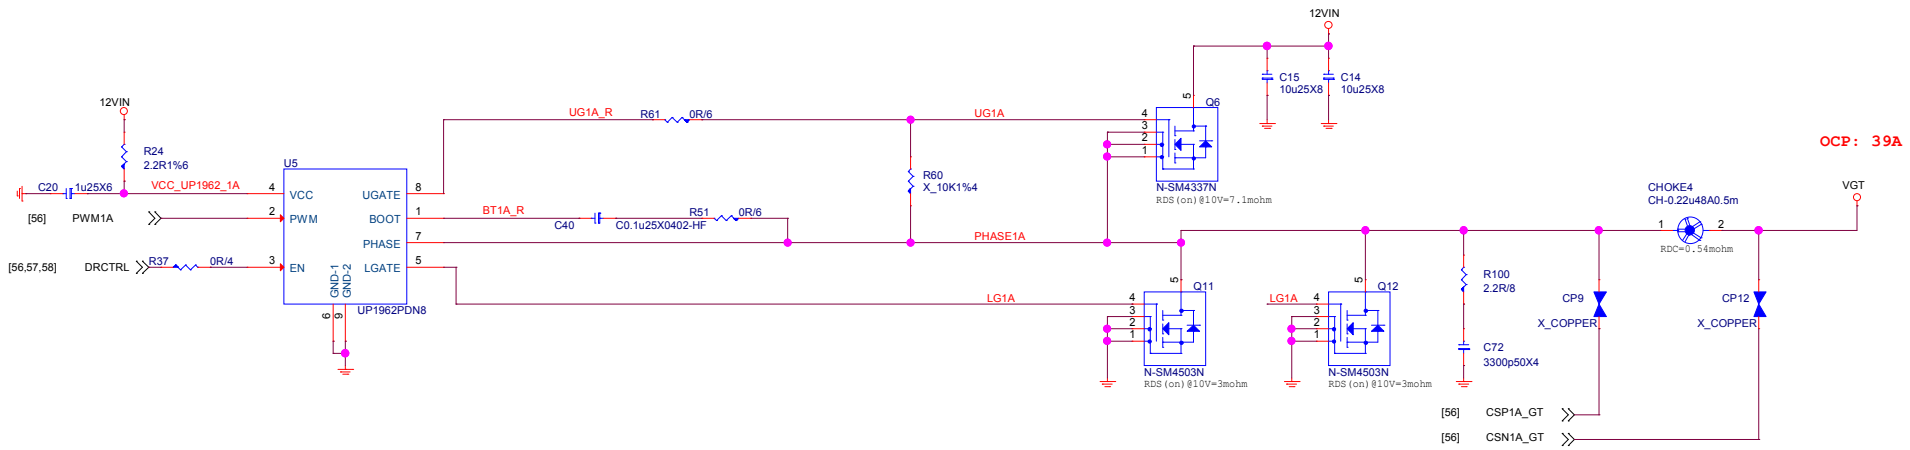 12VIN
12VIN
C15
10u25X8
C14
10u25X8
5
Q6
UG1A_R
R61
0R/6
UG1A
4
3
2
1
N-SM4337N
RDS(on)@10V=7.1mohm
OCP: 39A
R24
2.2R1%6
U5
C20
1u25X6
VCC_UP1962_1A
4
VCC
UGATE
8
R60
X_10K1%4
[56]
PWM1A
2
PWM
BOOT
1
BT1A_R
C40
C0.1u25X0402-HF
R51
0R/6
PHASE
7
PHASE1A
[56,57,58]
DRCTRL
R37
0R/4
3
EN
LGATE
5
GND-1
GND-2
6
9
UP1962PDN8
LG1A
5
Q11
4
3
2
1
N-SM4503N
RDS(on)@10V=3mohm
LG1A
5
Q12
4
3
2
1
N-SM4503N
RDS(on)@10V=3mohm
R100
2.2R/8
C72
3300p50X4
CHOKE4
CH-0.22u48A0.5m
1
2
RDC=0.54mohm
VGT
CP9
X_COPPER
CP12
X_COPPER
[56]
CSP1A_GT
[56]
CSN1A_GT